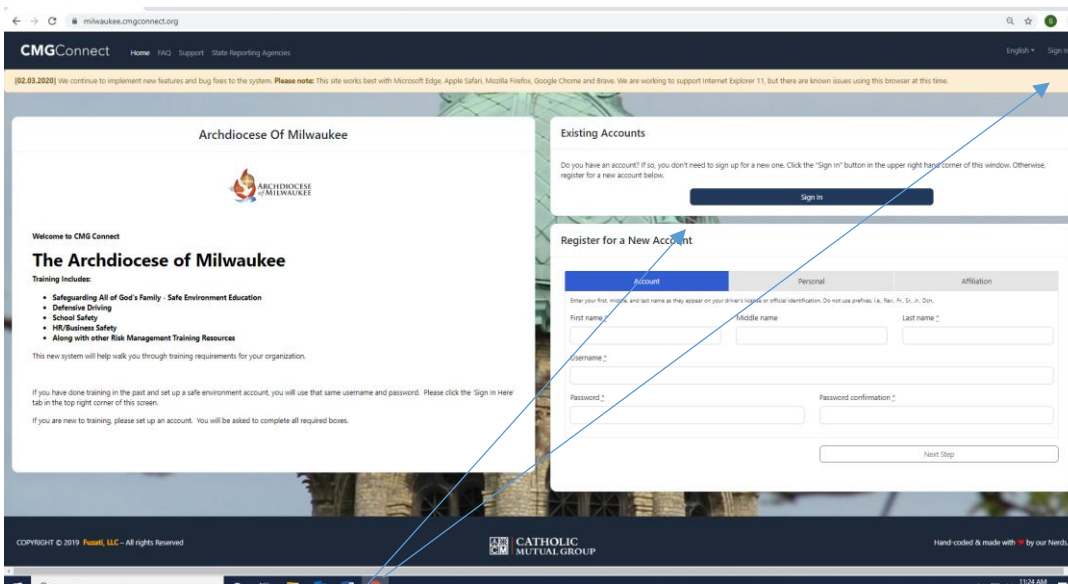 milwaukee.cmgconnect.org
S
CMGConnect Home FAQ Support State Reporting Agencies English Sign In
[02.03.2020] We continue to implement new features and bug fixes to the system. Please note: This site works best with Microsoft Edge, Apple Safari, Mozilla Firefox, Google Chome and Brave. We are working to support Internet Explorer 11, but there are known issues using this browser at this time.
Archdiocese Of Milwaukee
ARCHDIOCESE
of MILWAUKEE
Welcome to CMG Connect
The Archdiocese of Milwaukee
Training Includes:
• Safeguarding All of God's Family - Safe Environment Education
• Defensive Driving
• School Safety
• HR/Business Safety
• Along with other Risk Management Training Resources
This new system will help walk you through training requirements for your organization.
If you have done training in the past and set up a safe environment account, you will use that same username and password. Please click the 'Sign In Here'
tab in the top right corner of this screen.
If you are new to training, please set up an account. You will be asked to complete all required boxes.
Existing Accounts
Do you have an account? If so, you don't need to sign up for a new one. Click the "Sign In" button in the upper right hand corner of this window. Otherwise,
register for a new account below.
Sign In
Register for a New Account
Account Personal Affiliation
Enter your first, middle, and last name as they appear on your driver's license or official identification. Do not use prefixes, i.e., Rev., Fr., Sr., Jr., Dcn.
First name * Middle name Last name *
Username *
Password * Password confirmation *
Next Step
COPYRIGHT © 2019 Fusati, LLC – All rights Reserved
CATHOLIC
MUTUAL GROUP
Hand-coded & made with ♥ by our Nerds.
11:24 AM